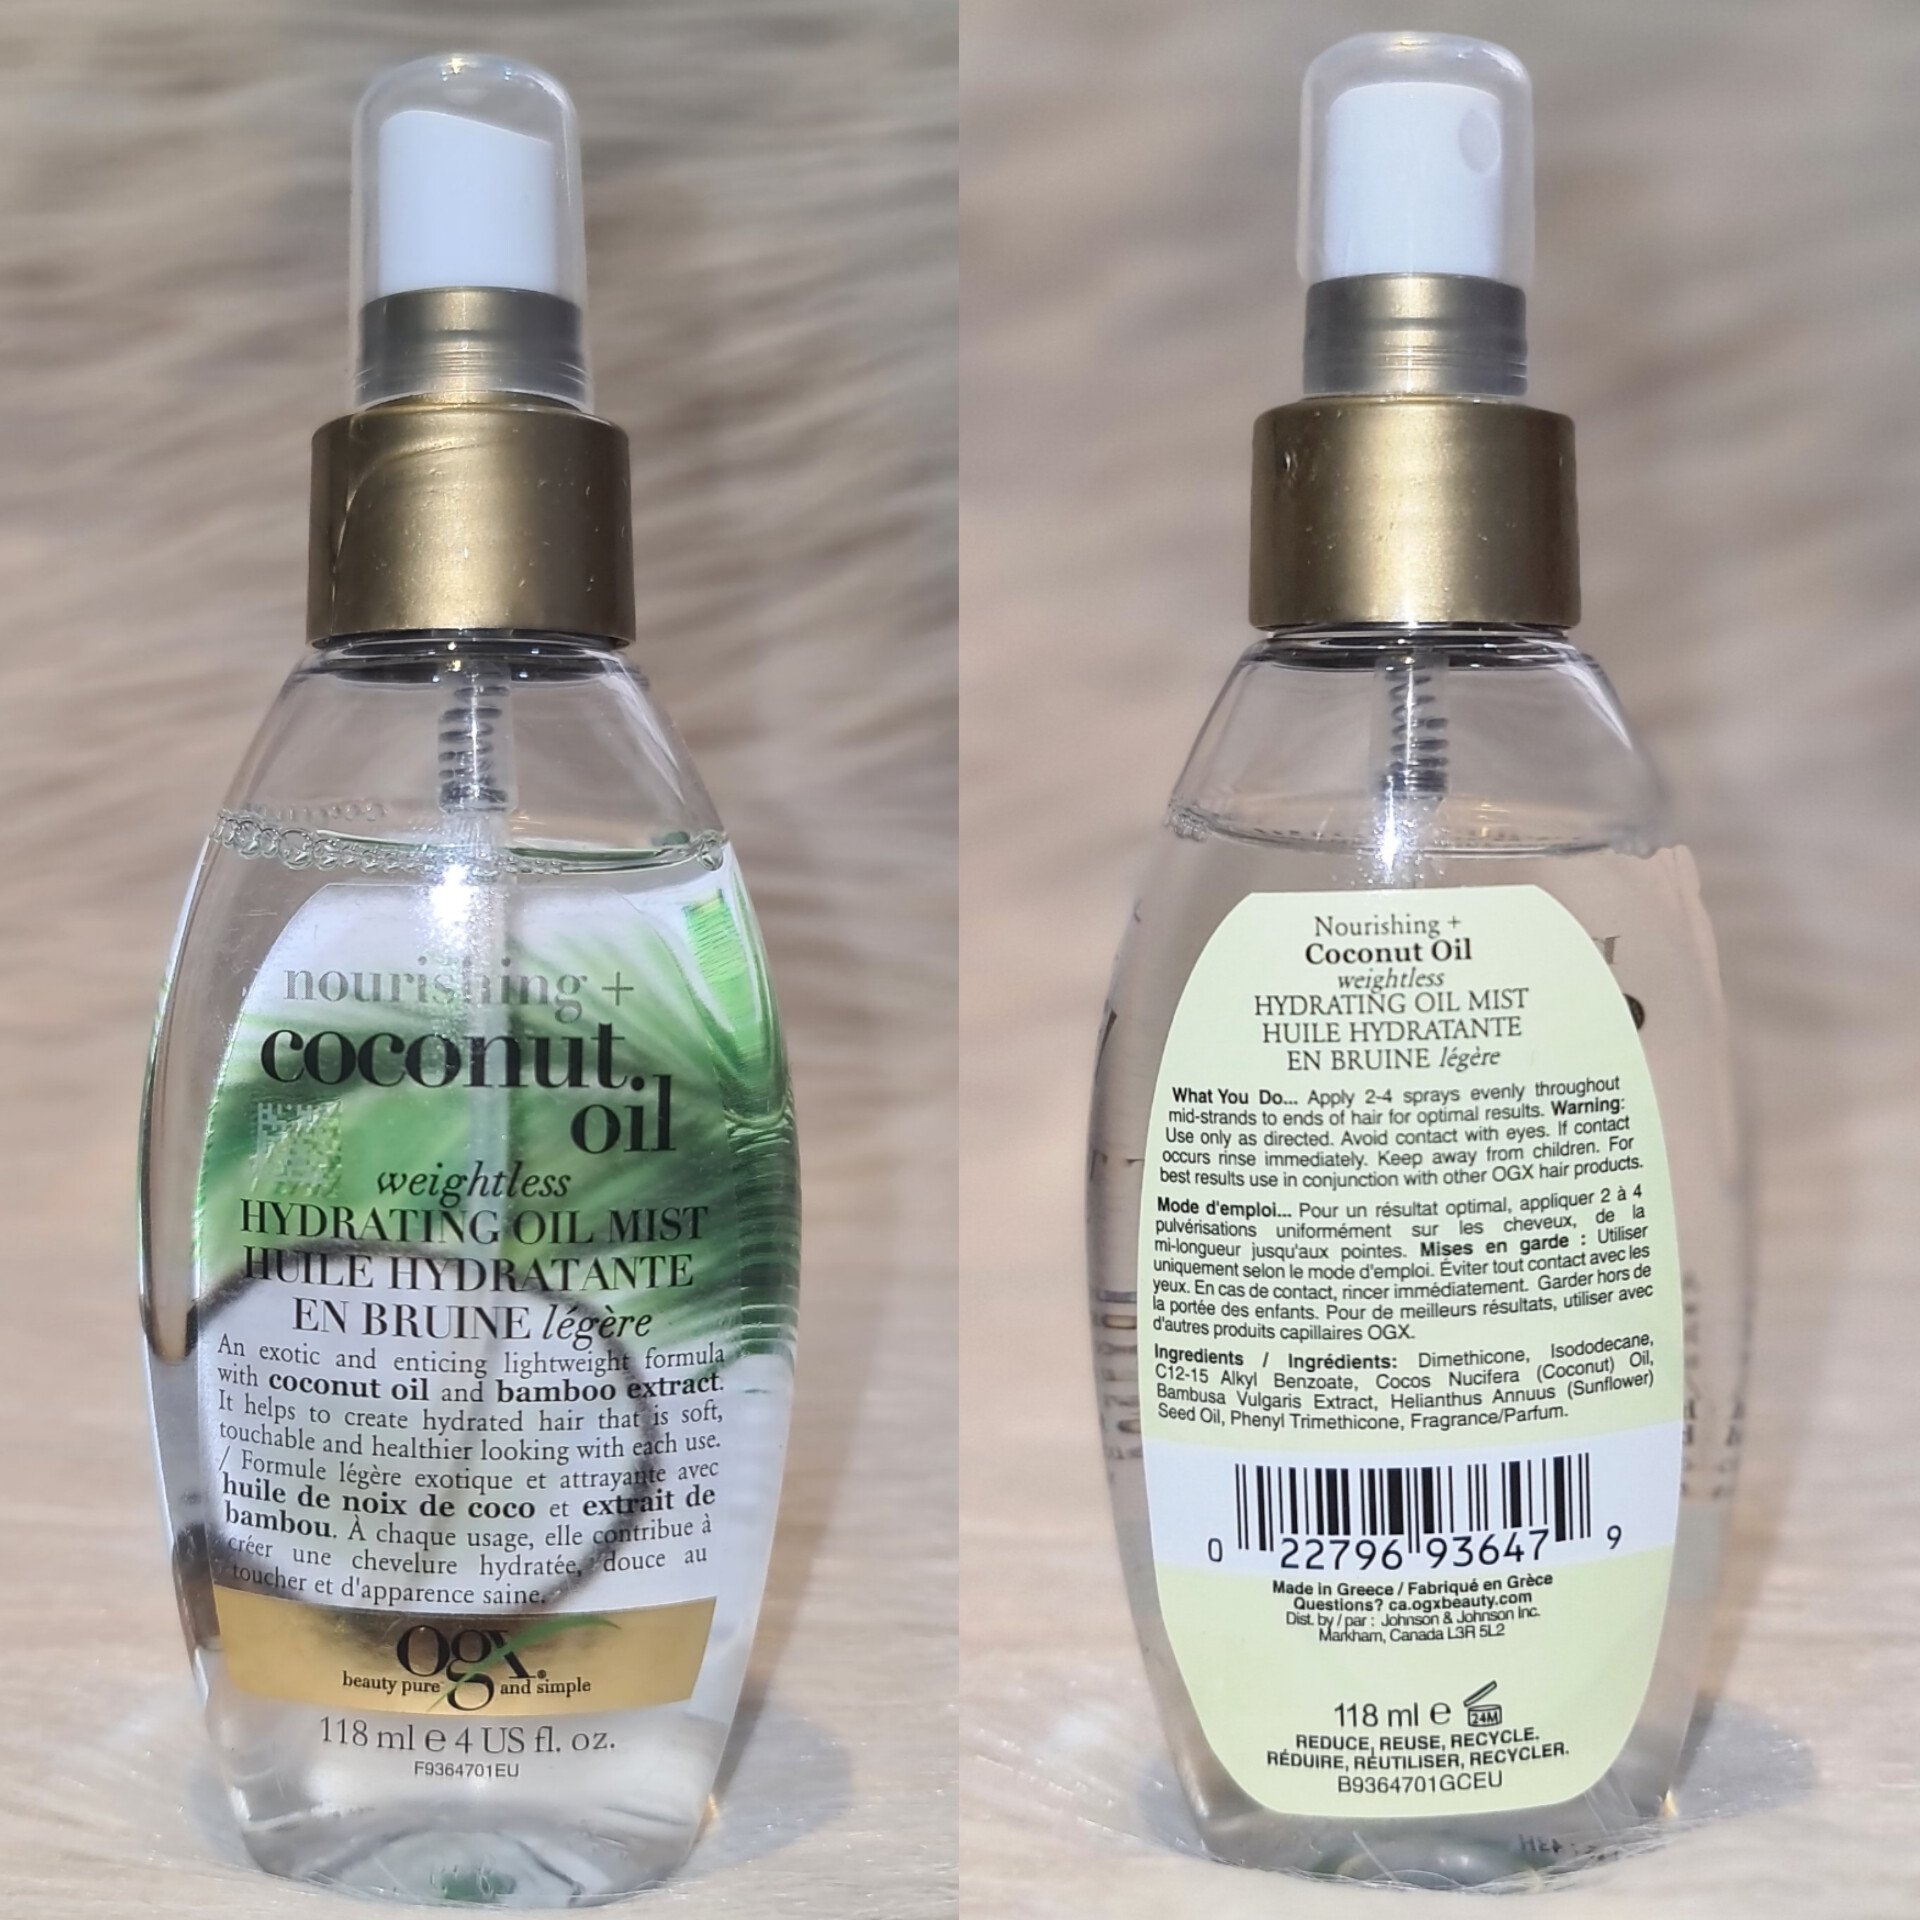 nourishing +
coconut
oil
weightless
HYDRATING OIL MIST
HUILE HYDRATANTE
EN BRUINE légère
An exotic and enticing lightweight formula
with coconut oil and bamboo extract.
It helps to create hydrated hair that is soft,
touchable and healthier looking with each use.
/ Formule légère exotique et attrayante avec
huile de noix de coco et extrait de
bambou. À chaque usage, elle contribue à
créer une chevelure hydratée, douce au
toucher et d'apparence saine.
ogx®
beauty pure and simple
118 ml e 4 US fl. oz.
F9364701EU
Nourishing +
Coconut Oil
weightless
HYDRATING OIL MIST
HUILE HYDRATANTE
EN BRUINE légère
What You Do... Apply 2-4 sprays evenly throughout
mid-strands to ends of hair for optimal results. Warning:
Use only as directed. Avoid contact with eyes. If contact
occurs rinse immediately. Keep away from children. For
best results use in conjunction with other OGX hair products.
Mode d'emploi... Pour un résultat optimal, appliquer 2 à 4
pulvérisations uniformément sur les cheveux, de la
mi-longueur jusqu'aux pointes. Mises en garde : Utiliser
uniquement selon le mode d'emploi. Éviter tout contact avec les
yeux. En cas de contact, rincer immédiatement. Garder hors de
la portée des enfants. Pour de meilleurs résultats, utiliser avec
d'autres produits capillaires OGX.
Ingredients / Ingrédients: Dimethicone, Isododecane,
C12-15 Alkyl Benzoate, Cocos Nucifera (Coconut) Oil,
Bambusa Vulgaris Extract, Helianthus Annuus (Sunflower)
Seed Oil, Phenyl Trimethicone, Fragrance/Parfum.
0 22796 93647 9
Made in Greece / Fabriqué en Grèce
Questions? ca.ogxbeauty.com
Dist. by / par : Johnson & Johnson Inc.
Markham, Canada L3R 5L2
118 ml e 24M
REDUCE, REUSE, RECYCLE.
RÉDUIRE, RÉUTILISER, RECYCLER.
B9364701GCEU